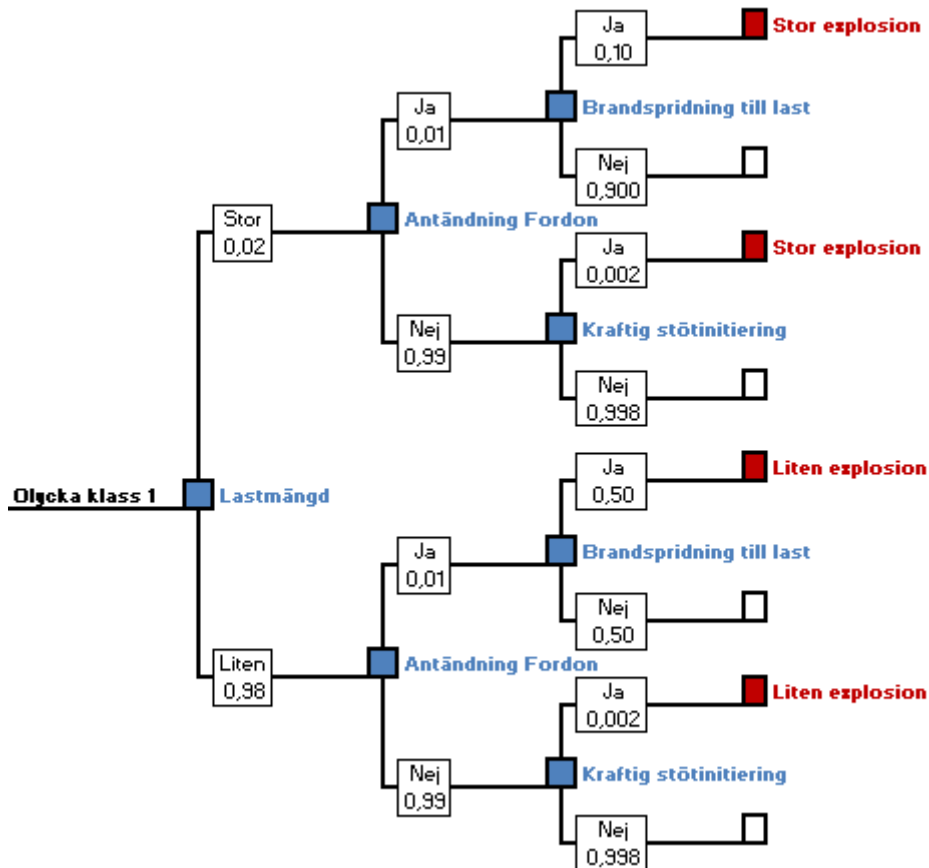 Ja
0,10
Stor explosion
Brandspridning till last
Ja
0,01
Nej
0,900
Antändning Fordon
Stor
0,02
Ja
0,002
Stor explosion
Kraftig stötinitiering
Nej
0,99
Nej
0,998
Olycka klass 1
Lastmängd
Ja
0,50
Liten explosion
Brandspridning till last
Ja
0,01
Nej
0,50
Antändning Fordon
Liten
0,98
Ja
0,002
Liten explosion
Kraftig stötinitiering
Nej
0,99
Nej
0,998